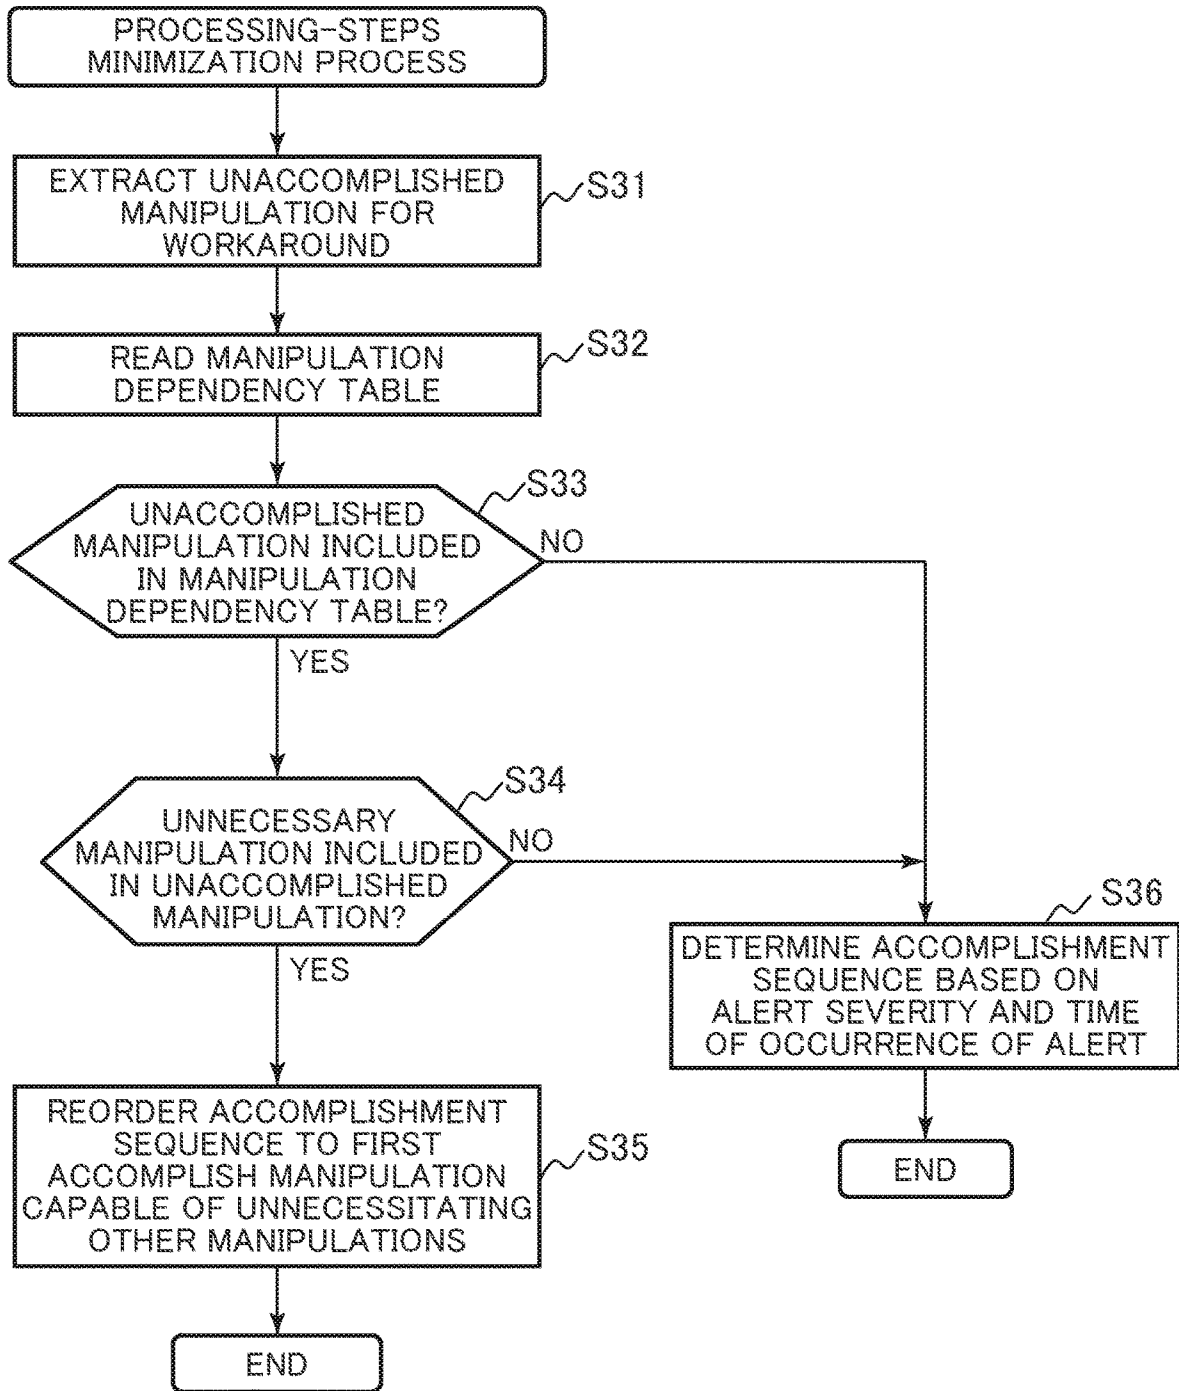 PROCESSING-STEPS
MINIMIZATION PROCESS
EXTRACT UNACCOMPLISHED
MANIPULATION FOR
WORKAROUND
S31
READ MANIPULATION
DEPENDENCY TABLE
S32
UNACCOMPLISHED
MANIPULATION INCLUDED
IN MANIPULATION
DEPENDENCY TABLE?
S33
NO
YES
UNNECESSARY
MANIPULATION INCLUDED
IN UNACCOMPLISHED
MANIPULATION?
S34
NO
YES
REORDER ACCOMPLISHMENT
SEQUENCE TO FIRST
ACCOMPLISH MANIPULATION
CAPABLE OF UNNECESSITATING
OTHER MANIPULATIONS
S35
END
S36
DETERMINE ACCOMPLISHMENT
SEQUENCE BASED ON
ALERT SEVERITY AND TIME
OF OCCURRENCE OF ALERT
END